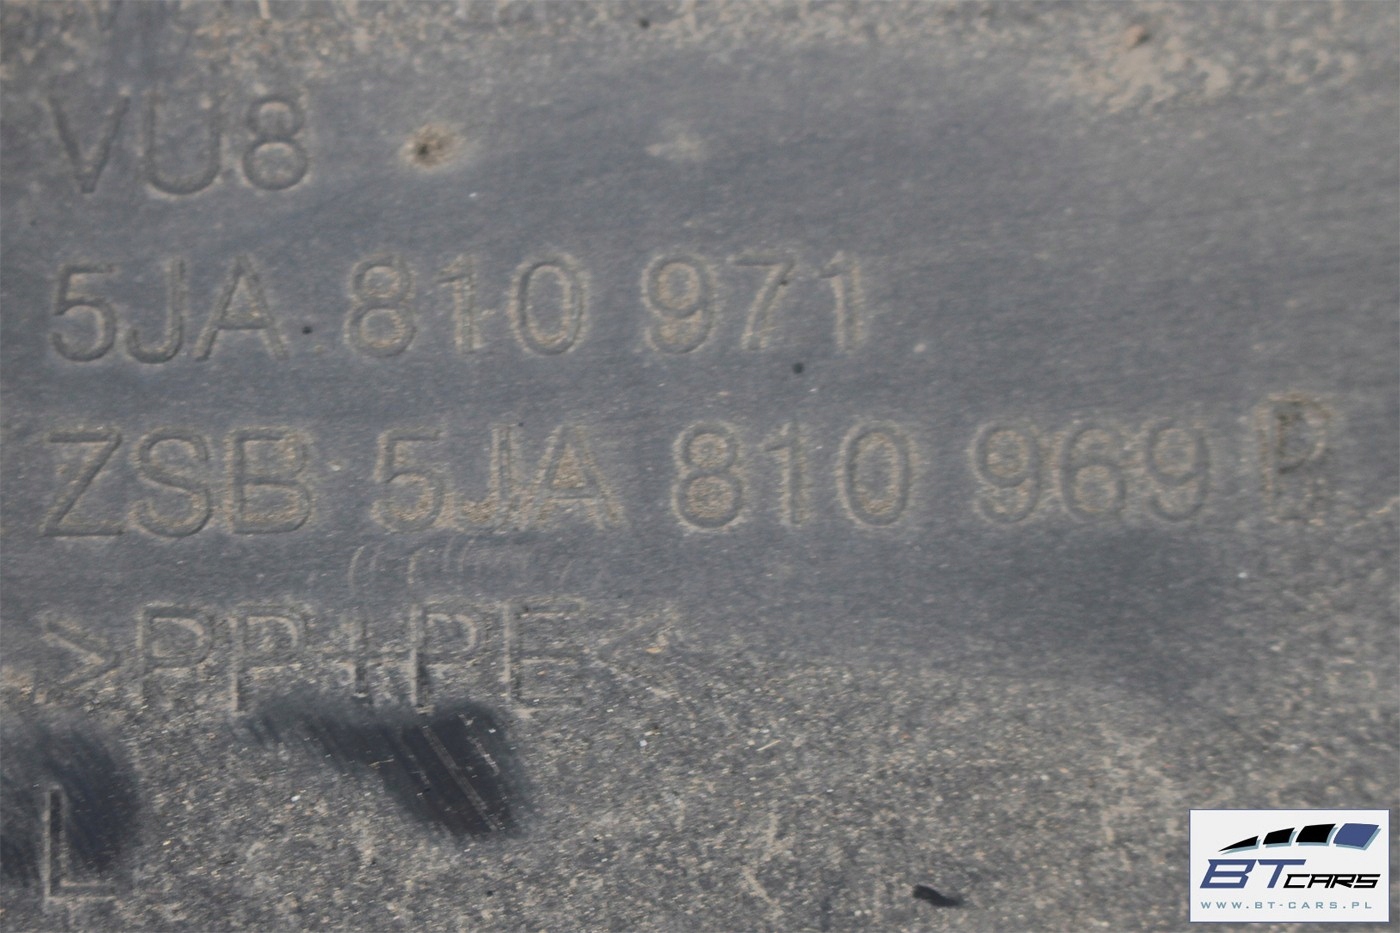 VU8
5JA 810 971
ZSB 5JA 810 969
>PP+PE<
L
BT CARS
WWW.BT-CARS.PL